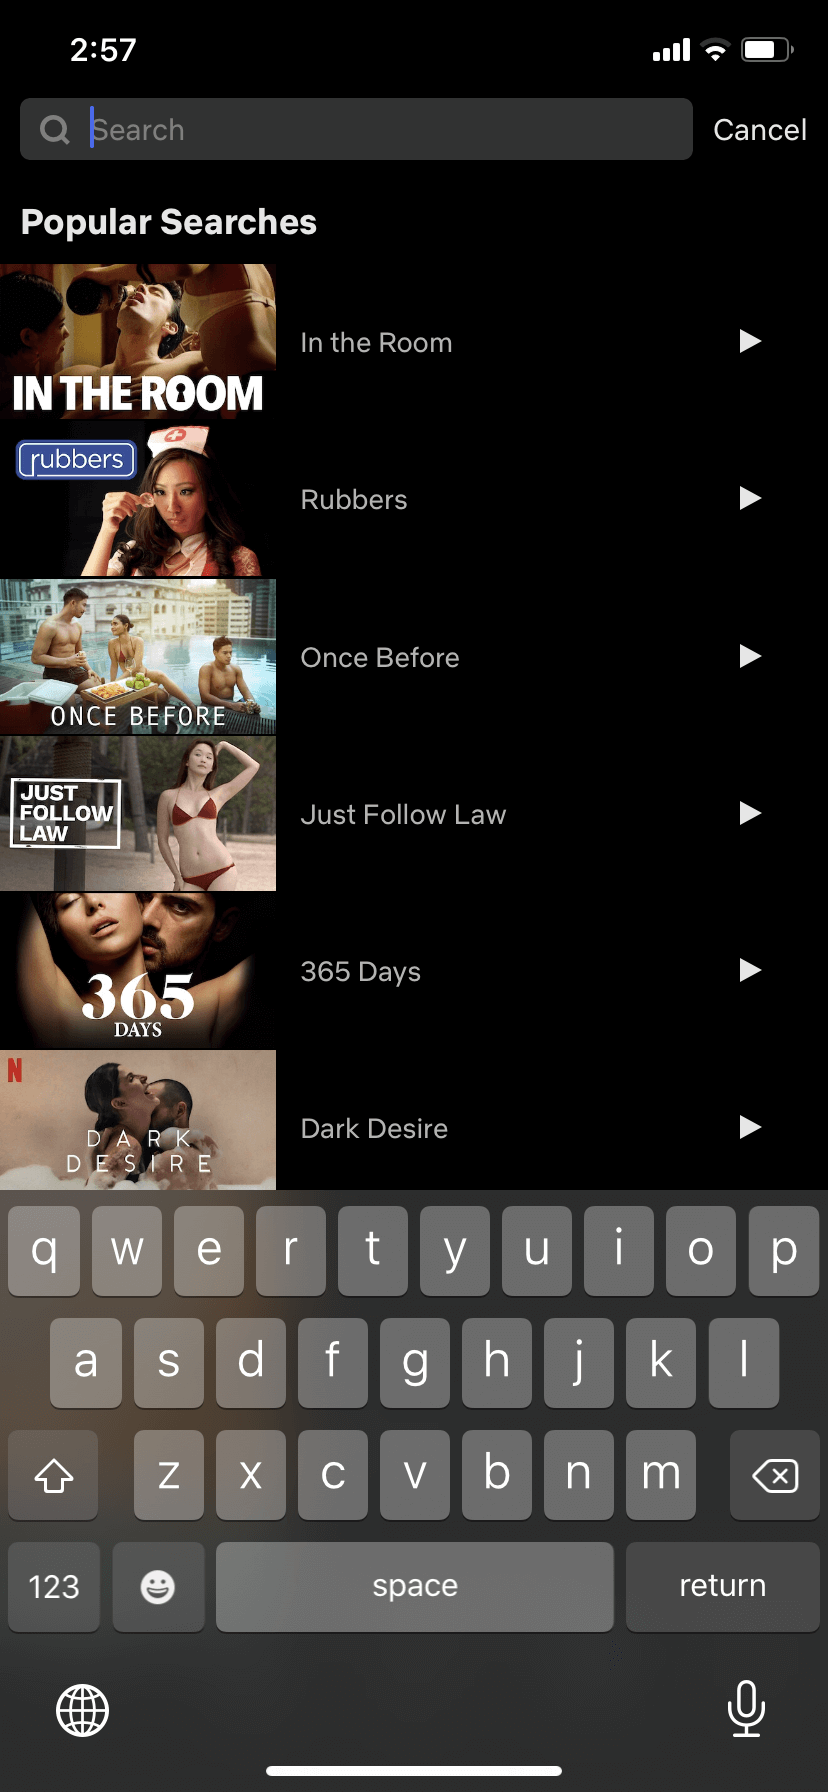 2:57
Search
Cancel
Popular Searches
IN THE ROOM
In the Room
rubbers
Rubbers
ONCE BEFORE
Once Before
JUST
FOLLOW
LAW
Just Follow Law
365
DAYS
365 Days
N
DARK
DESIRE
Dark Desire
q w e r t y u i o p
a s d f g h j k l
z x c v b n m
123
space
return